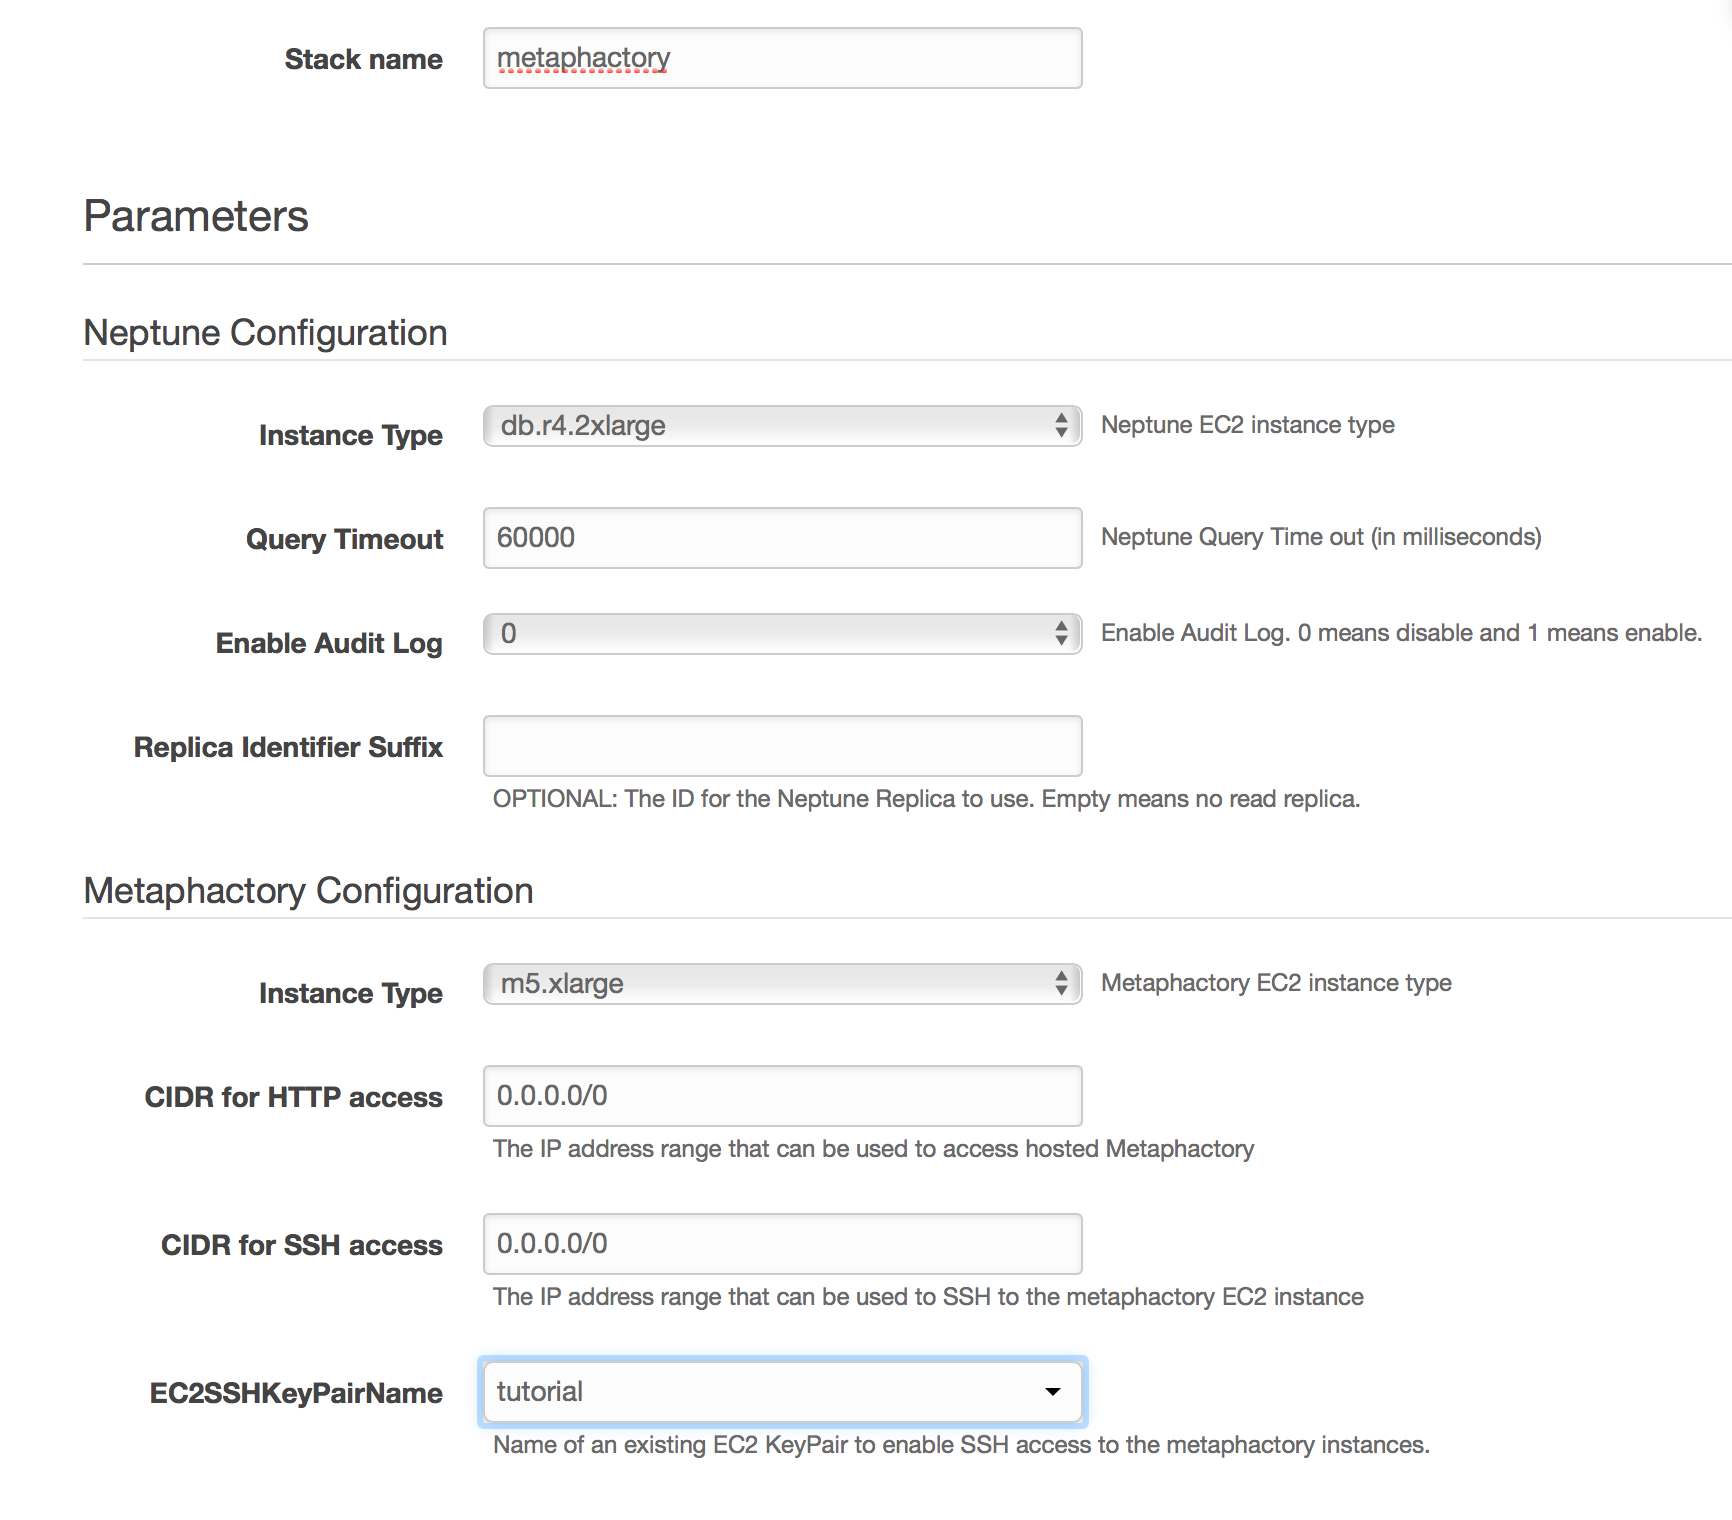 Stack name metaphactory
Parameters
Neptune Configuration
Instance Type db.r4.2xlarge Neptune EC2 instance type
Query Timeout 60000 Neptune Query Time out (in milliseconds)
Enable Audit Log 0 Enable Audit Log. 0 means disable and 1 means enable.
Replica Identifier Suffix
OPTIONAL: The ID for the Neptune Replica to use. Empty means no read replica.
Metaphactory Configuration
Instance Type m5.xlarge Metaphactory EC2 instance type
CIDR for HTTP access 0.0.0.0/0
The IP address range that can be used to access hosted Metaphactory
CIDR for SSH access 0.0.0.0/0
The IP address range that can be used to SSH to the metaphactory EC2 instance
EC2SSHKeyPairName tutorial
Name of an existing EC2 KeyPair to enable SSH access to the metaphactory instances.